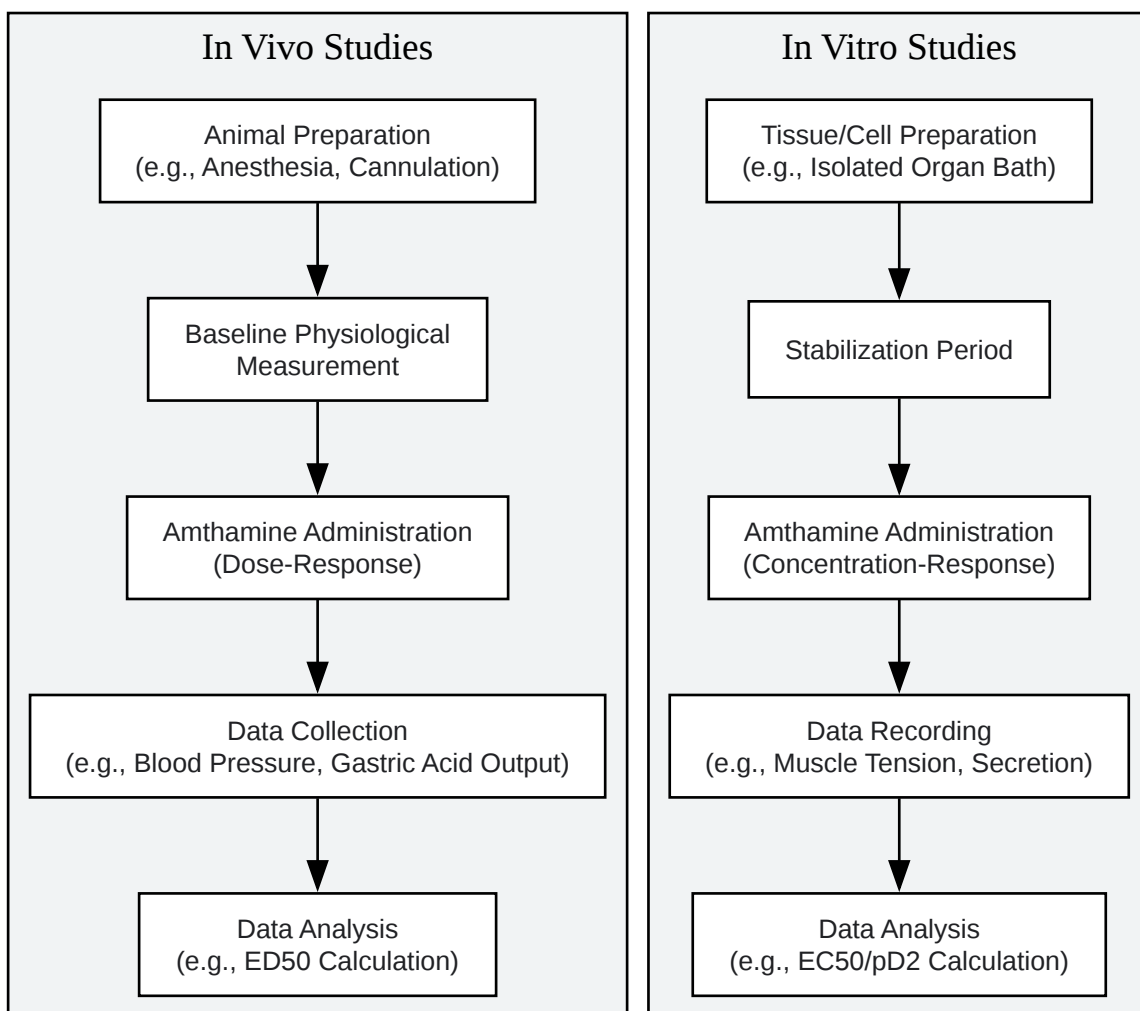 In Vivo Studies
Animal Preparation
(e.g., Anesthesia, Cannulation)
Baseline Physiological
Measurement
Amthamine Administration
(Dose-Response)
Data Collection
(e.g., Blood Pressure, Gastric Acid Output)
Data Analysis
(e.g., ED50 Calculation)
In Vitro Studies
Tissue/Cell Preparation
(e.g., Isolated Organ Bath)
Stabilization Period
Amthamine Administration
(Concentration-Response)
Data Recording
(e.g., Muscle Tension, Secretion)
Data Analysis
(e.g., EC50/pD2 Calculation)